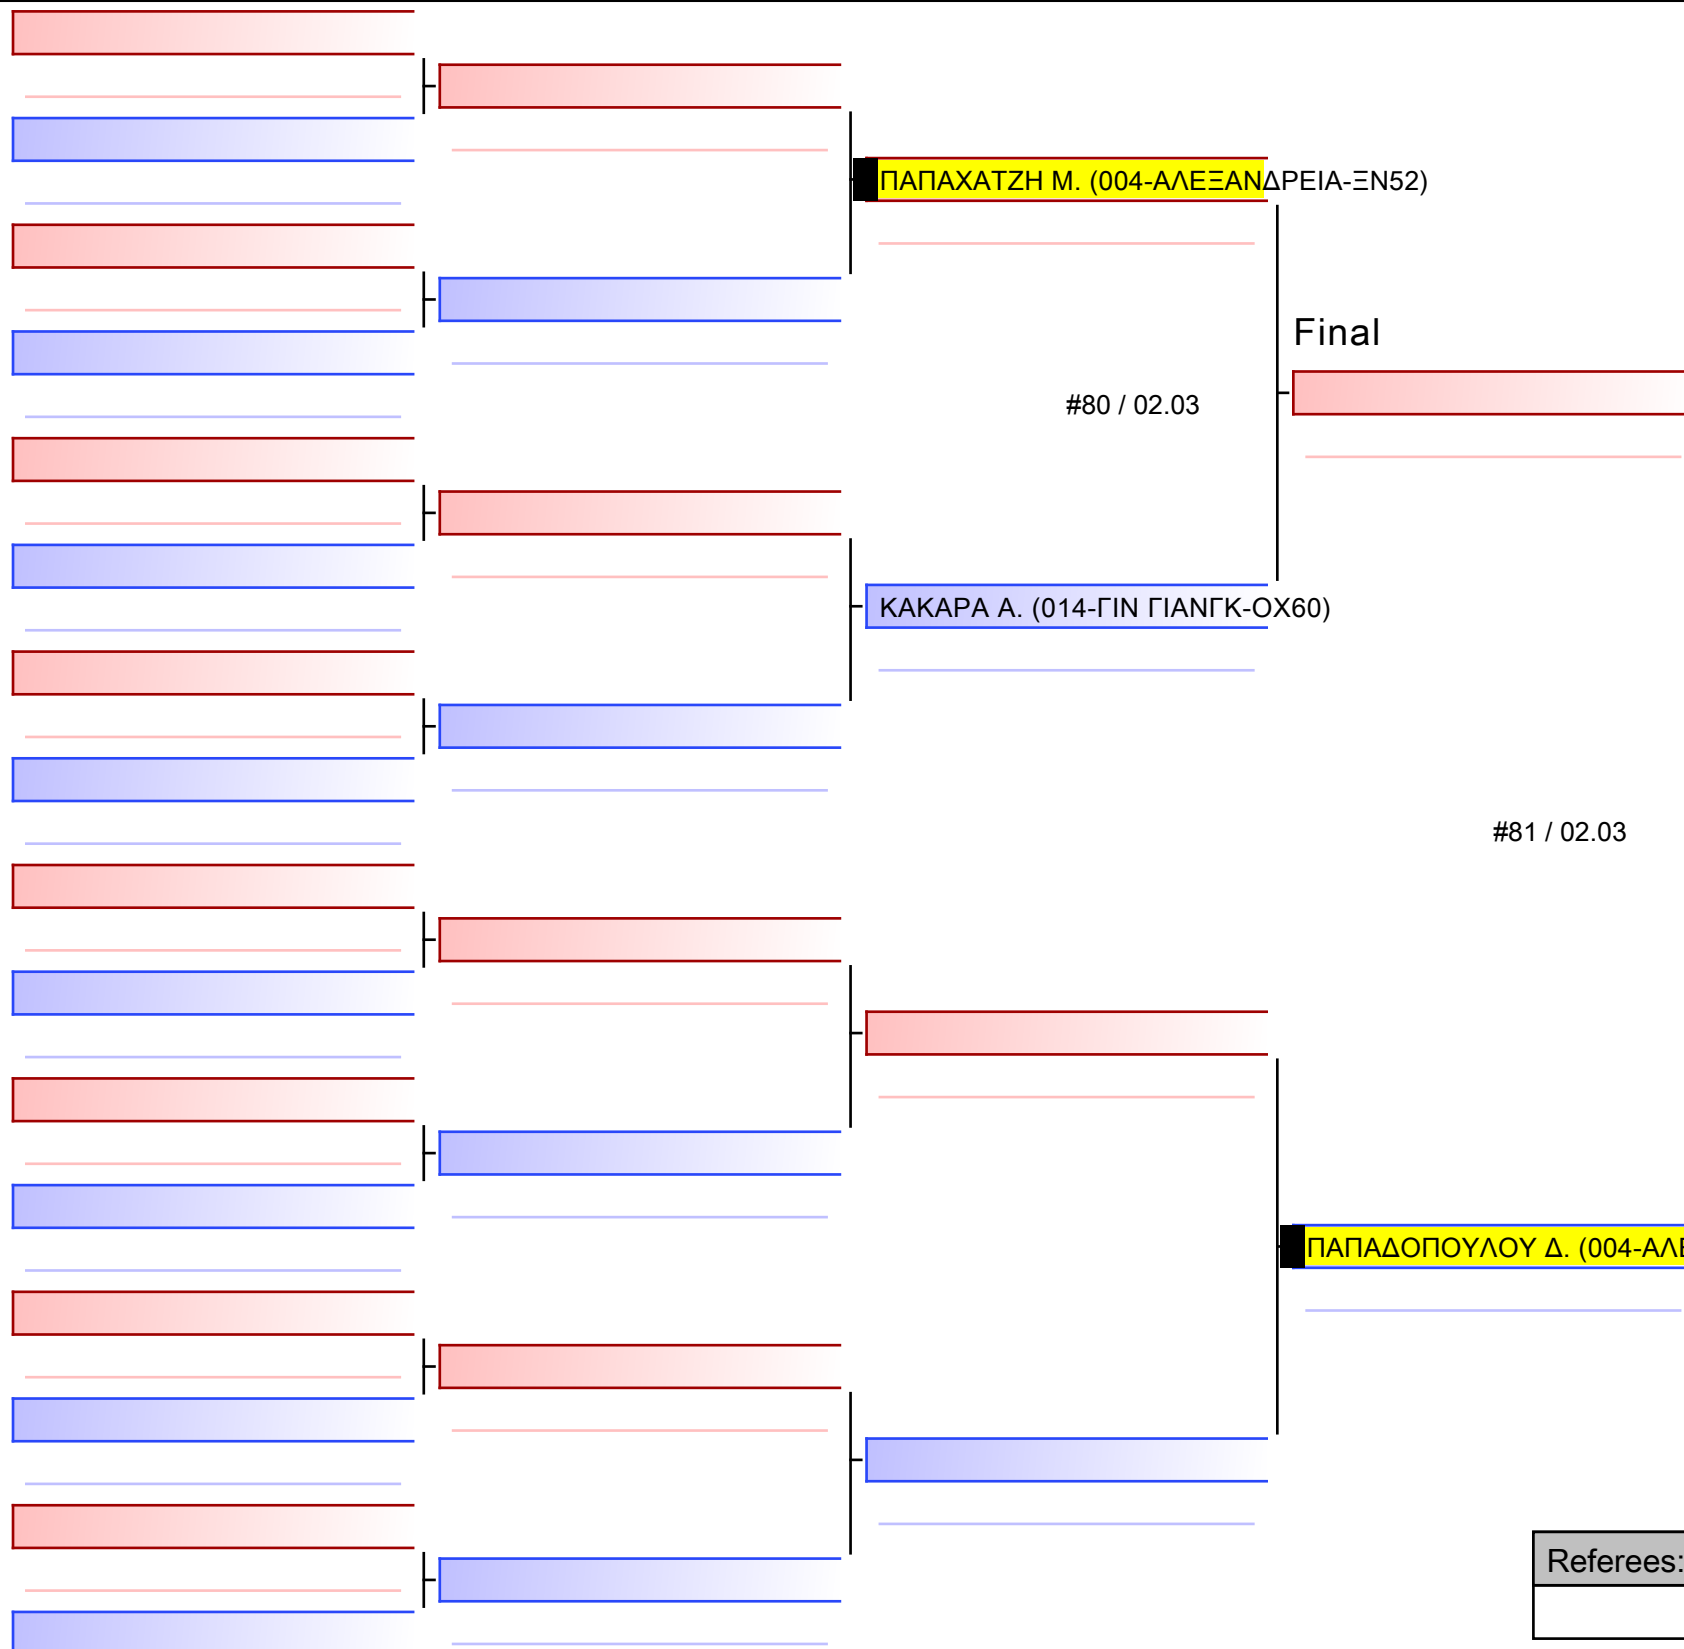 ΠΑΠΑΧΑΤΖΗ Μ. (004-ΑΛΕΞΑΝΔΡΕΙΑ-ΞΝ52)
Final
#80 / 02.03
ΚΑΚΑΡΑ Α. (014-ΓΙΝ ΓΙΑΝΓΚ-ΟΧ60)
#81 / 02.03
ΠΑΠΑΔΟΠΟΥΛΟΥ Δ. (004-ΑΛΕ
Referees: